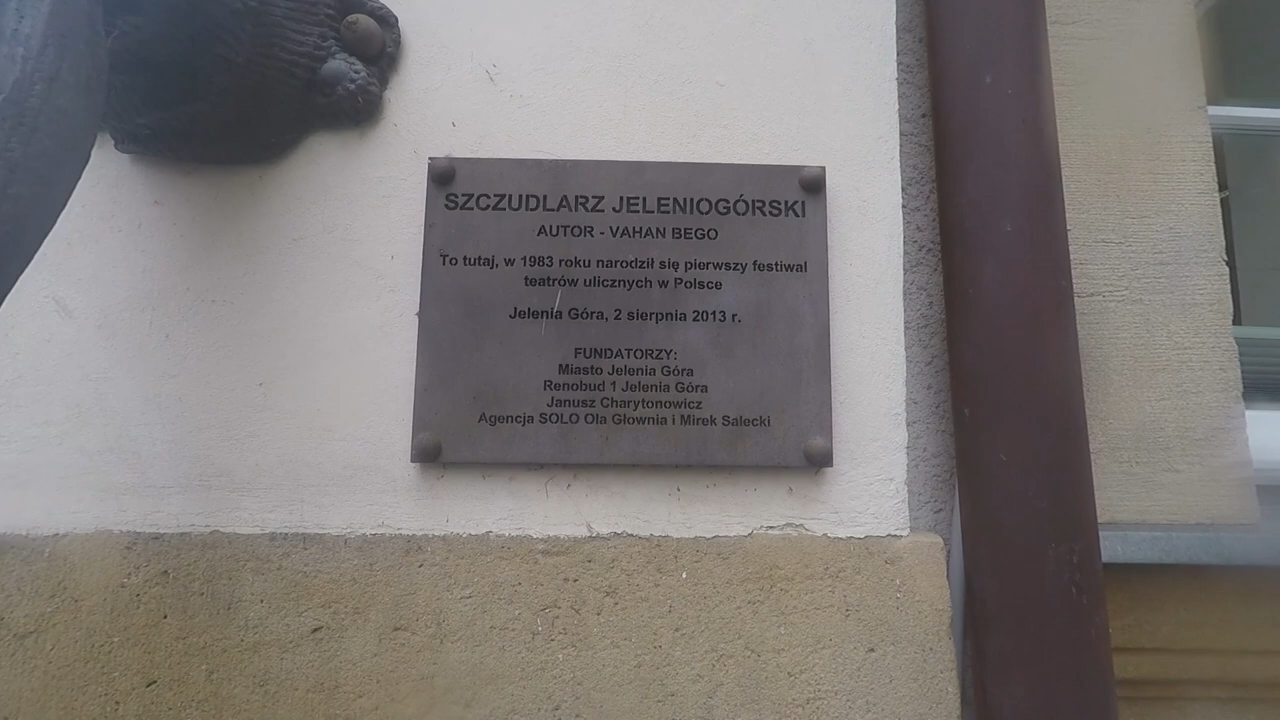 SZCZUDLARZ JELENIOGÓRSKI
AUTOR - VAHAN BEGO
To tutaj, w 1983 roku narodził się pierwszy festiwal
teatrów ulicznych w Polsce
Jelenia Góra, 2 sierpnia 2013 r.
FUNDATORZY:
Miasto Jelenia Góra
Renobud 1 Jelenia Góra
Janusz Charytonowicz
Agencja SOLO Ola Głownia i Mirek Salecki